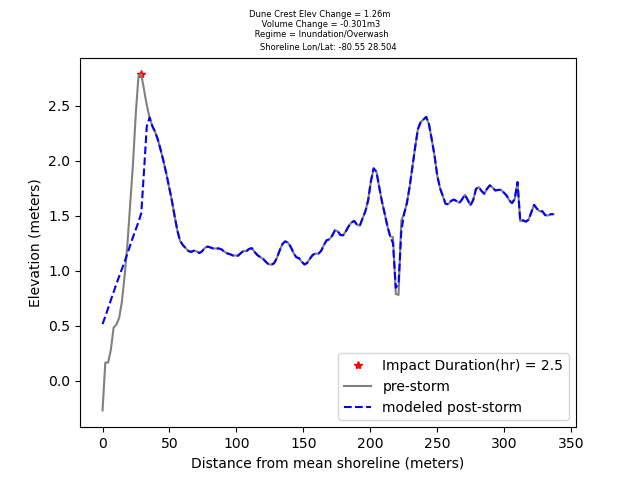 Dune Crest Elev Change = 1.26m
Volume Change = -0.301m3
Regime = Inundation/Overwash
Shoreline Lon/Lat: -80.55 28.504
Elevation (meters)
2.5
2.0
1.5
1.0
0.5
0.0
Impact Duration(hr) = 2.5
pre-storm
modeled post-storm
0 50 100 150 200 250 300 350
Distance from mean shoreline (meters)